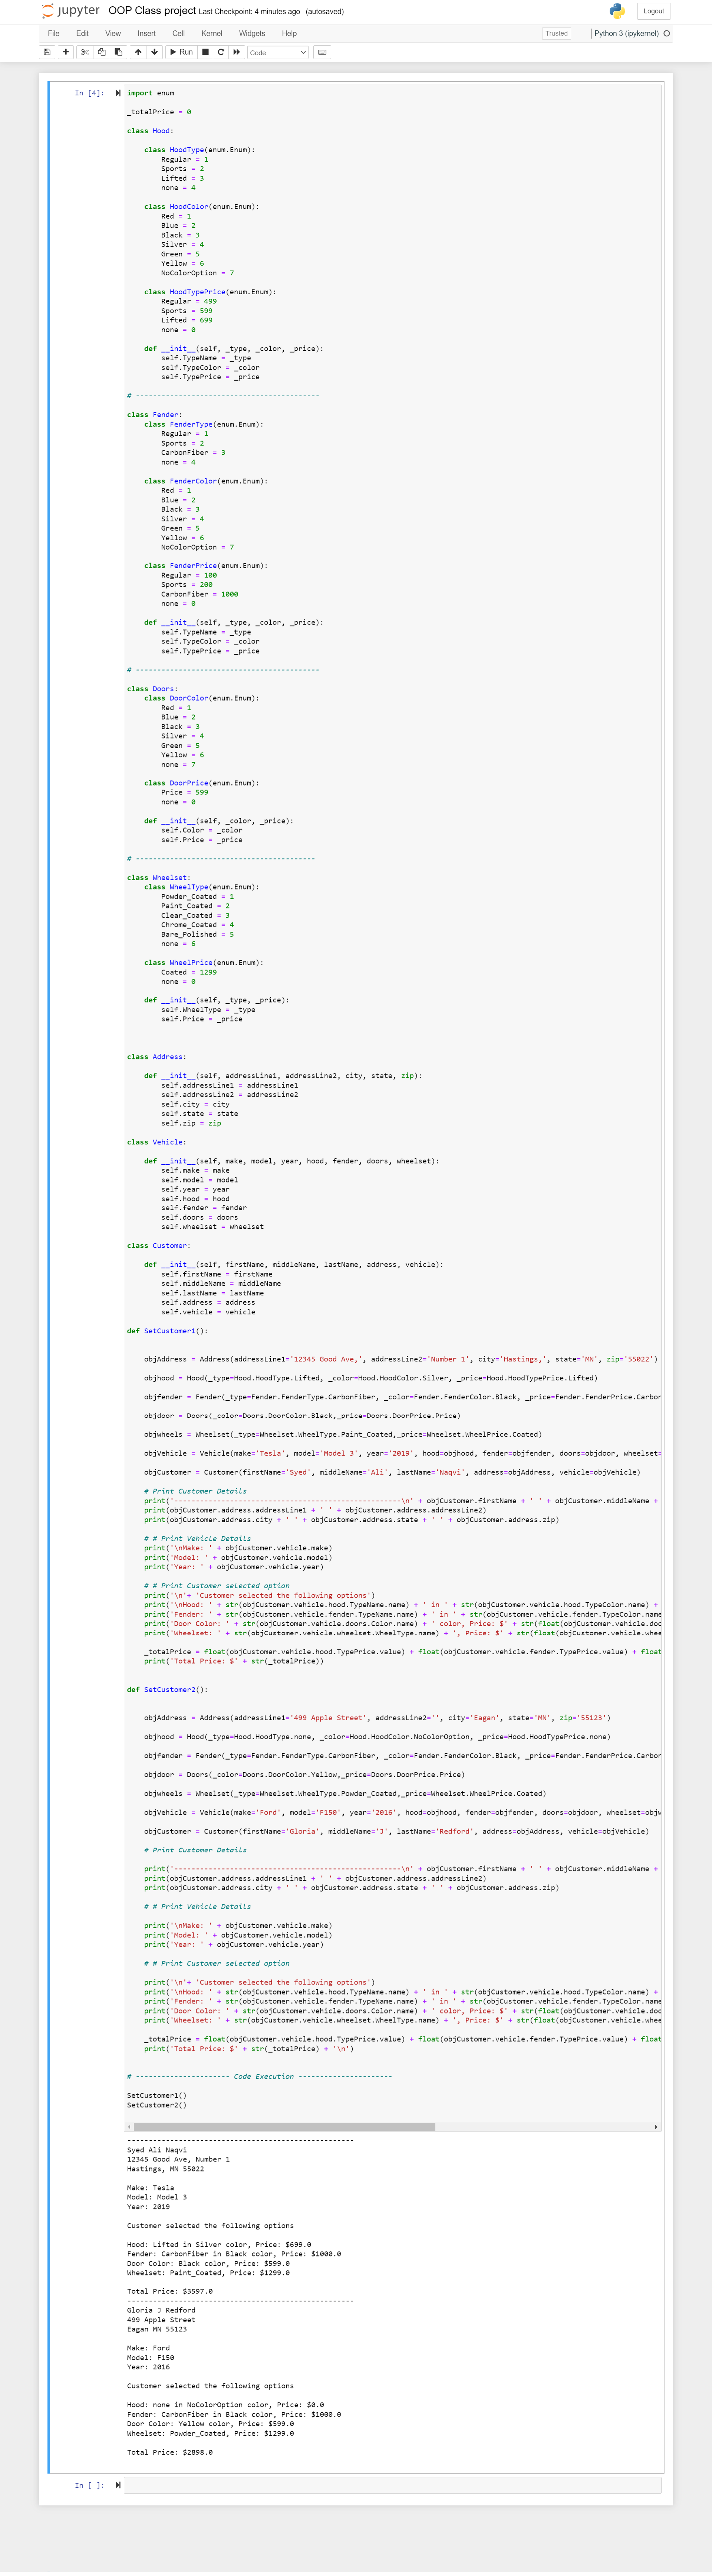 jupyter OOP Class project Last Checkpoint: 4 minutes ago (autosaved)
Logout
File Edit View Insert Cell Kernel Widgets Help
Trusted Python 3 (ipykernel)
Run Code
In [4]:
import enum

_totalPrice = 0

class Hood:

    class HoodType(enum.Enum):
        Regular = 1
        Sports = 2
        Lifted = 3
        none = 4

    class HoodColor(enum.Enum):
        Red = 1
        Blue = 2
        Black = 3
        Silver = 4
        Green = 5
        Yellow = 6
        NoColorOption = 7

    class HoodTypePrice(enum.Enum):
        Regular = 499
        Sports = 599
        Lifted = 699
        none = 0

    def __init__(self, _type, _color, _price):
        self.TypeName = _type
        self.TypeColor = _color
        self.TypePrice = _price

# -------------------------------------------

class Fender:
    class FenderType(enum.Enum):
        Regular = 1
        Sports = 2
        CarbonFiber = 3
        none = 4

    class FenderColor(enum.Enum):
        Red = 1
        Blue = 2
        Black = 3
        Silver = 4
        Green = 5
        Yellow = 6
        NoColorOption = 7

    class FenderPrice(enum.Enum):
        Regular = 100
        Sports = 200
        CarbonFiber = 1000
        none = 0

    def __init__(self, _type, _color, _price):
        self.TypeName = _type
        self.TypeColor = _color
        self.TypePrice = _price

# -------------------------------------------

class Doors:
    class DoorColor(enum.Enum):
        Red = 1
        Blue = 2
        Black = 3
        Silver = 4
        Green = 5
        Yellow = 6
        none = 7

    class DoorPrice(enum.Enum):
        Price = 599
        none = 0

    def __init__(self, _color, _price):
        self.Color = _color
        self.Price = _price

# ------------------------------------------

class Wheelset:
    class WheelType(enum.Enum):
        Powder_Coated = 1
        Paint_Coated = 2
        Clear_Coated = 3
        Chrome_Coated = 4
        Bare_Polished = 5
        none = 6

    class WheelPrice(enum.Enum):
        Coated = 1299
        none = 0

    def __init__(self, _type, _price):
        self.WheelType = _type
        self.Price = _price

class Address:

    def __init__(self, addressLine1, addressLine2, city, state, zip):
        self.addressLine1 = addressLine1
        self.addressLine2 = addressLine2
        self.city = city
        self.state = state
        self.zip = zip

class Vehicle:

    def __init__(self, make, model, year, hood, fender, doors, wheelset):
        self.make = make
        self.model = model
        self.year = year
        self.hood = hood
        self.fender = fender
        self.doors = doors
        self.wheelset = wheelset

class Customer:

    def __init__(self, firstName, middleName, lastName, address, vehicle):
        self.firstName = firstName
        self.middleName = middleName
        self.lastName = lastName
        self.address = address
        self.vehicle = vehicle

def SetCustomer1():

    objAddress = Address(addressLine1='12345 Good Ave,', addressLine2='Number 1', city='Hastings,', state='MN', zip='55022')

    objhood = Hood(_type=Hood.HoodType.Lifted, _color=Hood.HoodColor.Silver, _price=Hood.HoodTypePrice.Lifted)

    objfender = Fender(_type=Fender.FenderType.CarbonFiber, _color=Fender.FenderColor.Black, _price=Fender.FenderPrice.Carbon

    objdoor = Doors(_color=Doors.DoorColor.Black,_price=Doors.DoorPrice.Price)

    objwheels = Wheelset(_type=Wheelset.WheelType.Paint_Coated,_price=Wheelset.WheelPrice.Coated)

    objVehicle = Vehicle(make='Tesla', model='Model 3', year='2019', hood=objhood, fender=objfender, doors=objdoor, wheelset=

    objCustomer = Customer(firstName='Syed', middleName='Ali', lastName='Naqvi', address=objAddress, vehicle=objVehicle)

    # Print Customer Details
    print('-----------------------------------------------------\n' + objCustomer.firstName + ' ' + objCustomer.middleName +
    print(objCustomer.address.addressLine1 + ' ' + objCustomer.address.addressLine2)
    print(objCustomer.address.city + ' ' + objCustomer.address.state + ' ' + objCustomer.address.zip)

    # # Print Vehicle Details
    print('\nMake: ' + objCustomer.vehicle.make)
    print('Model: ' + objCustomer.vehicle.model)
    print('Year: ' + objCustomer.vehicle.year)

    # # Print Customer selected option
    print('\n'+ 'Customer selected the following options')
    print('\nHood: ' + str(objCustomer.vehicle.hood.TypeName.name) + ' in ' + str(objCustomer.vehicle.hood.TypeColor.name) +
    print('Fender: ' + str(objCustomer.vehicle.fender.TypeName.name) + ' in ' + str(objCustomer.vehicle.fender.TypeColor.name
    print('Door Color: ' + str(objCustomer.vehicle.doors.Color.name) + ' color, Price: $' + str(float(objCustomer.vehicle.doo
    print('Wheelset: ' + str(objCustomer.vehicle.wheelset.WheelType.name) + ', Price: $' + str(float(objCustomer.vehicle.whee

    _totalPrice = float(objCustomer.vehicle.hood.TypePrice.value) + float(objCustomer.vehicle.fender.TypePrice.value) + float
    print('Total Price: $' + str(_totalPrice))

def SetCustomer2():

    objAddress = Address(addressLine1='499 Apple Street', addressLine2='', city='Eagan', state='MN', zip='55123')

    objhood = Hood(_type=Hood.HoodType.none, _color=Hood.HoodColor.NoColorOption, _price=Hood.HoodTypePrice.none)

    objfender = Fender(_type=Fender.FenderType.CarbonFiber, _color=Fender.FenderColor.Black, _price=Fender.FenderPrice.Carbon

    objdoor = Doors(_color=Doors.DoorColor.Yellow,_price=Doors.DoorPrice.Price)

    objwheels = Wheelset(_type=Wheelset.WheelType.Powder_Coated,_price=Wheelset.WheelPrice.Coated)

    objVehicle = Vehicle(make='Ford', model='F150', year='2016', hood=objhood, fender=objfender, doors=objdoor, wheelset=objw

    objCustomer = Customer(firstName='Gloria', middleName='J', lastName='Redford', address=objAddress, vehicle=objVehicle)

    # Print Customer Details

    print('-----------------------------------------------------\n' + objCustomer.firstName + ' ' + objCustomer.middleName +
    print(objCustomer.address.addressLine1 + ' ' + objCustomer.address.addressLine2)
    print(objCustomer.address.city + ' ' + objCustomer.address.state + ' ' + objCustomer.address.zip)

    # # Print Vehicle Details

    print('\nMake: ' + objCustomer.vehicle.make)
    print('Model: ' + objCustomer.vehicle.model)
    print('Year: ' + objCustomer.vehicle.year)

    # # Print Customer selected option

    print('\n'+ 'Customer selected the following options')
    print('\nHood: ' + str(objCustomer.vehicle.hood.TypeName.name) + ' in ' + str(objCustomer.vehicle.hood.TypeColor.name) +
    print('Fender: ' + str(objCustomer.vehicle.fender.TypeName.name) + ' in ' + str(objCustomer.vehicle.fender.TypeColor.name
    print('Door Color: ' + str(objCustomer.vehicle.doors.Color.name) + ' color, Price: $' + str(float(objCustomer.vehicle.doo
    print('Wheelset: ' + str(objCustomer.vehicle.wheelset.WheelType.name) + ', Price: $' + str(float(objCustomer.vehicle.whee

    _totalPrice = float(objCustomer.vehicle.hood.TypePrice.value) + float(objCustomer.vehicle.fender.TypePrice.value) + float
    print('Total Price: $' + str(_totalPrice) + '\n')

# ---------------------- Code Execution ----------------------

SetCustomer1()
SetCustomer2()

-----------------------------------------------------
Syed Ali Naqvi
12345 Good Ave, Number 1
Hastings, MN 55022

Make: Tesla
Model: Model 3
Year: 2019

Customer selected the following options

Hood: Lifted in Silver color, Price: $699.0
Fender: CarbonFiber in Black color, Price: $1000.0
Door Color: Black color, Price: $599.0
Wheelset: Paint_Coated, Price: $1299.0

Total Price: $3597.0
-----------------------------------------------------
Gloria J Redford
499 Apple Street
Eagan MN 55123

Make: Ford
Model: F150
Year: 2016

Customer selected the following options

Hood: none in NoColorOption color, Price: $0.0
Fender: CarbonFiber in Black color, Price: $1000.0
Door Color: Yellow color, Price: $599.0
Wheelset: Powder_Coated, Price: $1299.0

Total Price: $2898.0

In [ ]: